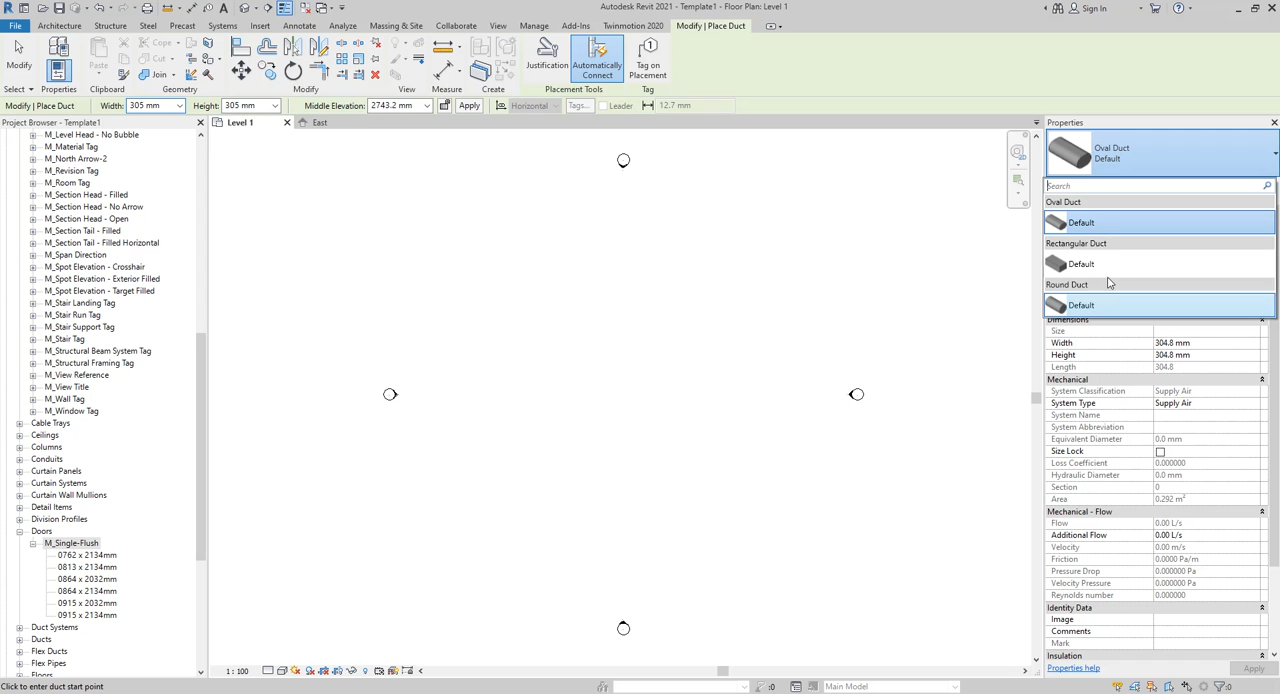 Autodesk Revit 2021 - Template1 - Floor Plan: Level 1
Sign In
File Architecture Structure Steel Precast Systems Insert Annotate Analyze Massing & Site Collaborate View Manage Add-Ins Twinmotion 2020 Modify | Place Duct
Modify Paste Cope Cut Join Justification Automatically Connect Tag on Placement
Select Properties Clipboard Geometry Modify View Measure Create Placement Tools Tag
Modify | Place Duct Width: 305 mm Height: 305 mm Middle Elevation: 2743.2 mm Apply Horizontal Tags... Leader 12.7 mm
Project Browser - Template1
M_Level Head - No Bubble
M_Material Tag
M_North Arrow-2
M_Revision Tag
M_Room Tag
M_Section Head - Filled
M_Section Head - No Arrow
M_Section Head - Open
M_Section Tail - Filled
M_Section Tail - Filled Horizontal
M_Span Direction
M_Spot Elevation - Crosshair
M_Spot Elevation - Exterior Filled
M_Spot Elevation - Target Filled
M_Stair Landing Tag
M_Stair Run Tag
M_Stair Support Tag
M_Stair Tag
M_Structural Beam System Tag
M_Structural Framing Tag
M_View Reference
M_View Title
M_Wall Tag
M_Window Tag
Cable Trays
Ceilings
Columns
Conduits
Curtain Panels
Curtain Systems
Curtain Wall Mullions
Detail Items
Division Profiles
Doors
M_Single-Flush
0762 x 2134mm
0813 x 2134mm
0864 x 2032mm
0864 x 2134mm
0915 x 2032mm
0915 x 2134mm
Duct Systems
Ducts
Flex Ducts
Flex Pipes
Floors
Level 1 East
Properties
Oval Duct
Default
Search
Oval Duct
Default
Rectangular Duct
Default
Round Duct
Default
Dimensions
Size
Width 304.8 mm
Height 304.8 mm
Length 304.8
Mechanical
System Classification Supply Air
System Type Supply Air
System Name
System Abbreviation
Equivalent Diameter 0.0 mm
Size Lock
Loss Coefficient 0.000000
Hydraulic Diameter 0.0 mm
Section 0
Area 0.292 m²
Mechanical - Flow
Flow 0.00 L/s
Additional Flow 0.00 L/s
Velocity 0.00 m/s
Friction 0.0000 Pa/m
Pressure Drop 0.000000 Pa
Velocity Pressure 0.000000 Pa
Reynolds number 0.000000
Identity Data
Image
Comments
Mark
Insulation
Properties help Apply
1 : 100
Click to enter duct start point :0 Main Model :0